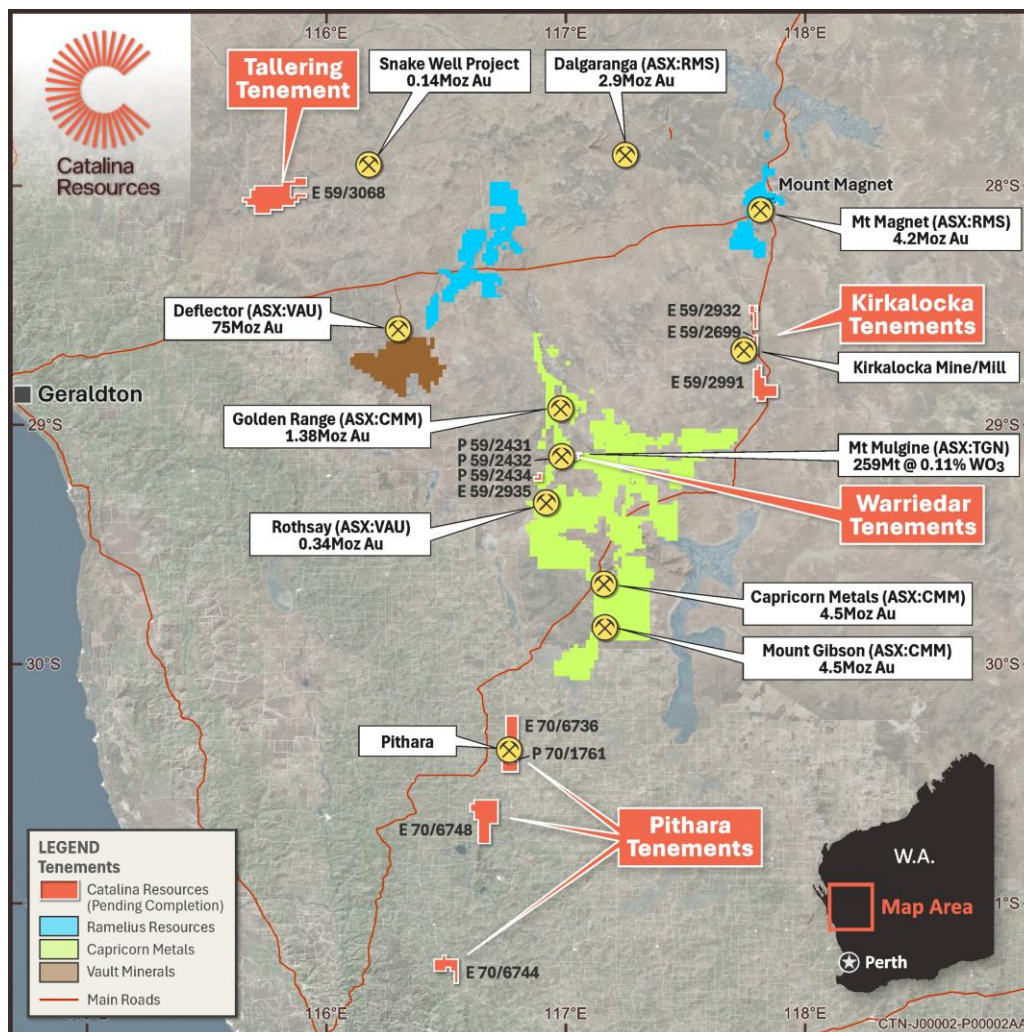 116°E
117°E
118°E
Catalina
Resources
Tallering
Tenement
Snake Well Project
0.14Moz Au
Dalgaranga (ASX:RMS)
2.9Moz Au
E 59/3068
Mount Magnet
28°S
Mt Magnet (ASX:RMS)
4.2Moz Au
Deflector (ASX:VAU)
75Moz Au
E 59/2932
E 59/2699
Kirkalocka
Tenements
Kirkalocka Mine/Mill
E 59/2991
Geraldton
29°S
29°S
Golden Range (ASX:CMM)
1.38Moz Au
P 59/2431
P 59/2432
P 59/2434
E 59/2935
Mt Mulgine (ASX:TGN)
259Mt @ 0.11% WO₃
Warriedar
Tenements
Rothsay (ASX:VAU)
0.34Moz Au
Capricorn Metals (ASX:CMM)
4.5Moz Au
Mount Gibson (ASX:CMM)
4.5Moz Au
30°S
30°S
Pithara
E 70/6736
P 70/1761
E 70/6748
Pithara
Tenements
E 70/6744
LEGEND
Tenements
Catalina Resources
(Pending Completion)
Ramelius Resources
Capricorn Metals
Vault Minerals
Main Roads
W.A.
Map Area
Perth
1°S
116°E
117°E
118°E
CTN-J00002-P00002AA